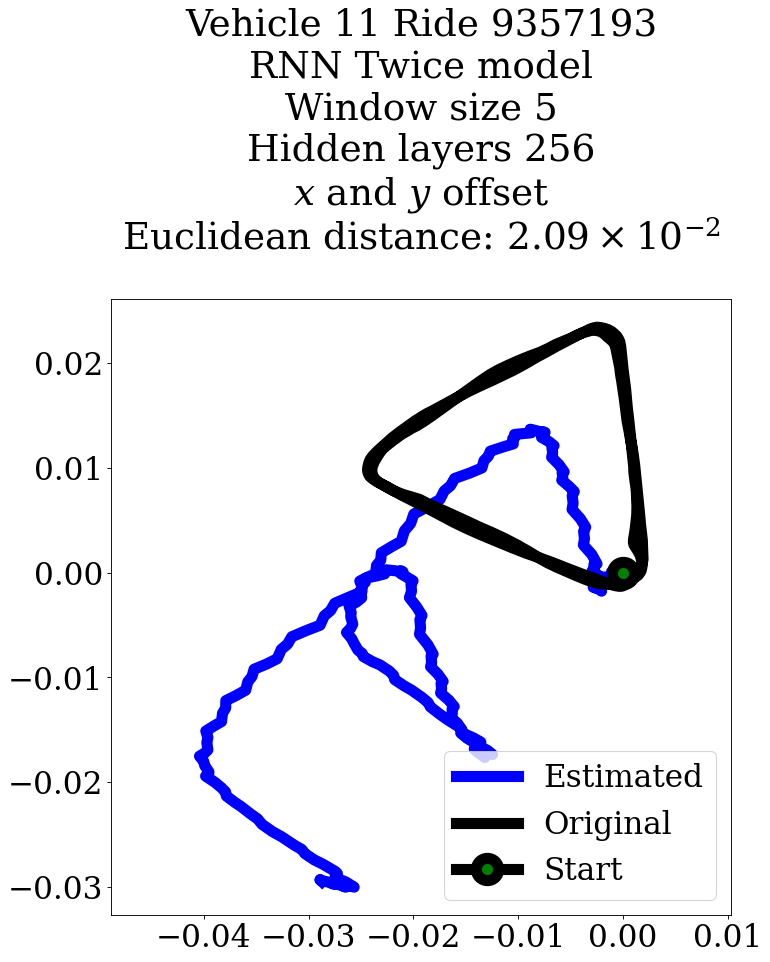 Vehicle 11 Ride 9357193
RNN Twice model
Window size 5
Hidden layers 256
x and y offset
Euclidean distance: 2.09 × 10⁻²
0.02
0.01
0.00
−0.01
−0.02
−0.03
Estimated
Original
Start
−0.04 −0.03 −0.02 −0.01 0.00 0.01